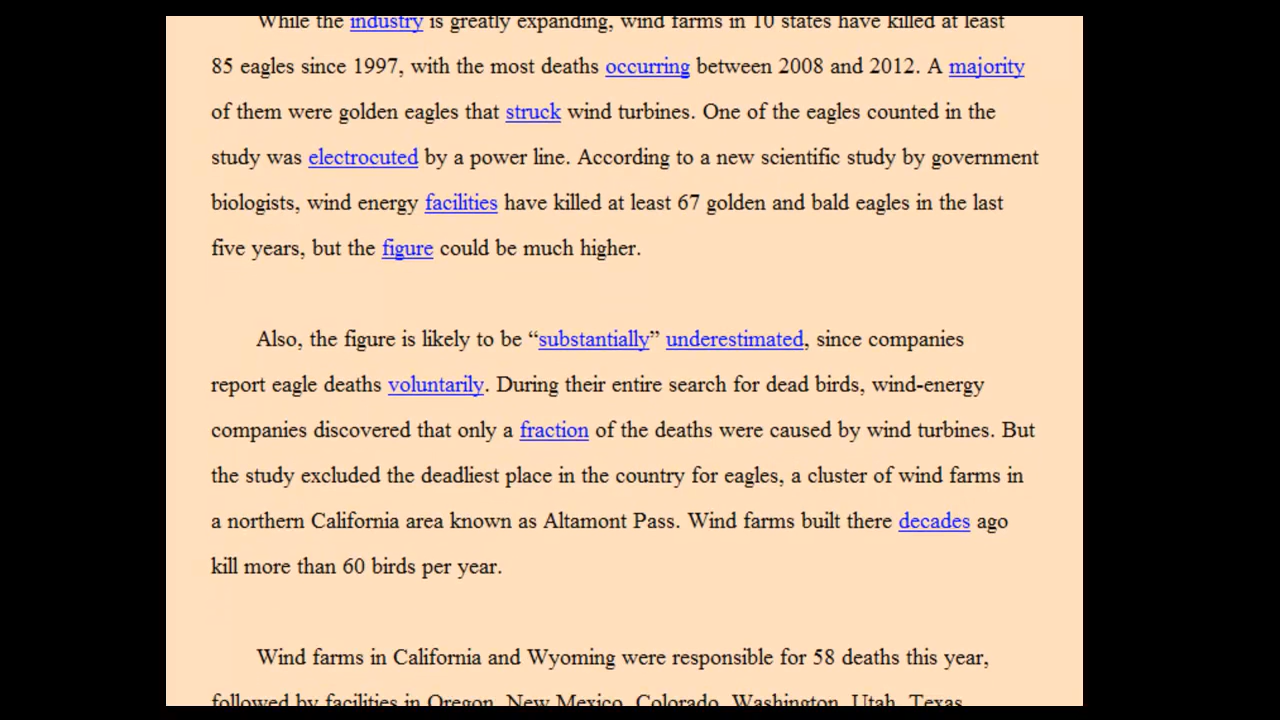 While the industry is greatly expanding, wind farms in 10 states have killed at least
85 eagles since 1997, with the most deaths occurring between 2008 and 2012. A majority
of them were golden eagles that struck wind turbines. One of the eagles counted in the
study was electrocuted by a power line. According to a new scientific study by government
biologists, wind energy facilities have killed at least 67 golden and bald eagles in the last
five years, but the figure could be much higher.
Also, the figure is likely to be “substantially” underestimated, since companies
report eagle deaths voluntarily. During their entire search for dead birds, wind-energy
companies discovered that only a fraction of the deaths were caused by wind turbines. But
the study excluded the deadliest place in the country for eagles, a cluster of wind farms in
a northern California area known as Altamont Pass. Wind farms built there decades ago
kill more than 60 birds per year.
Wind farms in California and Wyoming were responsible for 58 deaths this year,
followed by facilities in Oregon, New Mexico, Colorado, Washington, Utah, Texas,